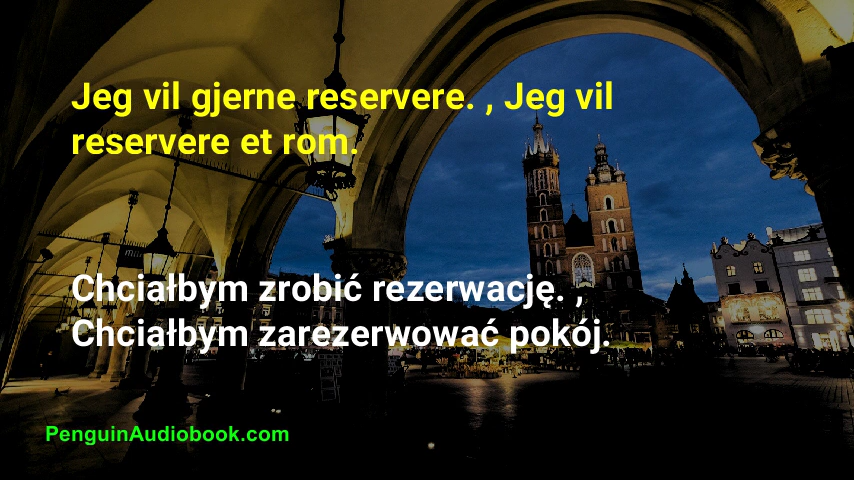 Jeg vil gjerne reservere. , Jeg vil
reservere et rom.
Chciałbym zrobić rezerwację. ,
Chciałbym zarezerwować pokój.
PenguinAudiobook.com